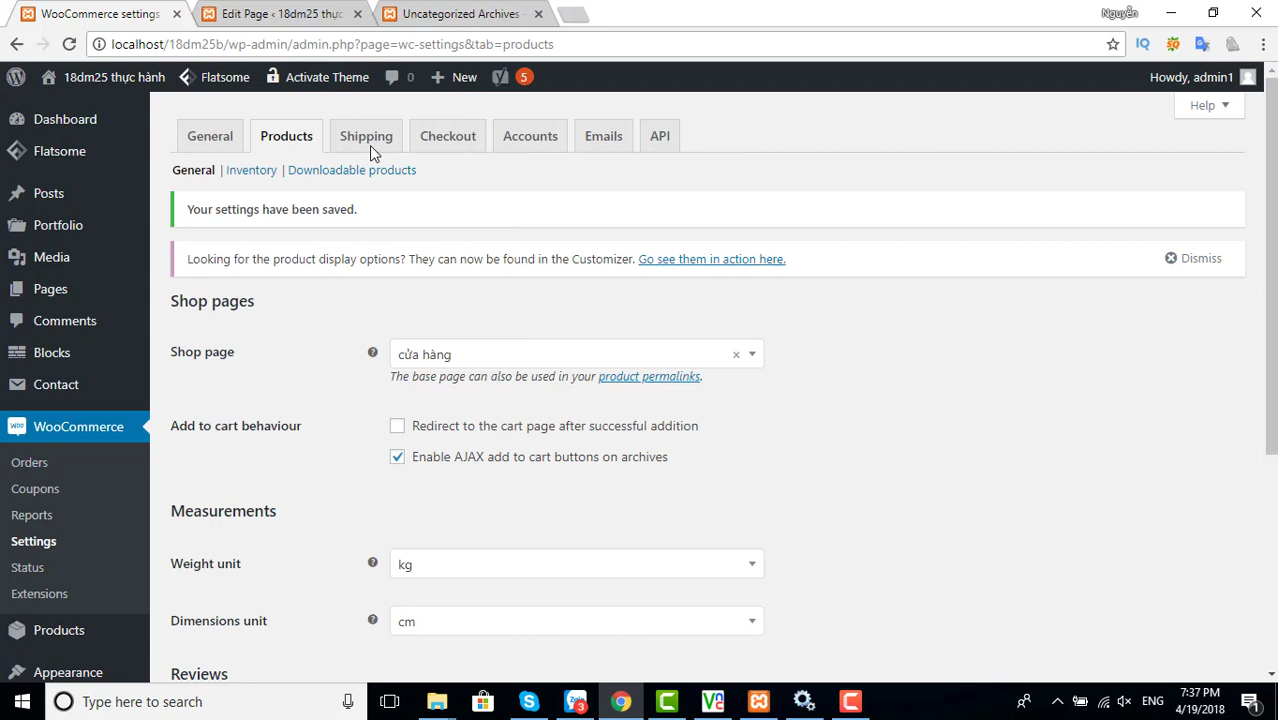 WooCommerce settings
Edit Page ‹ 18dm25 thực
Uncategorized Archives -
Nguyễn
localhost/18dm25b/wp-admin/admin.php?page=wc-settings&tab=products
18dm25 thực hành
Flatsome
Activate Theme
0
New
5
Howdy, admin1
Help
Dashboard
Flatsome
Posts
Portfolio
Media
Pages
Comments
Blocks
Contact
WooCommerce
Orders
Coupons
Reports
Settings
Status
Extensions
Products
Appearance
General
Products
Shipping
Checkout
Accounts
Emails
API
General | Inventory | Downloadable products
Your settings have been saved.
Looking for the product display options? They can now be found in the Customizer. Go see them in action here.
Dismiss
Shop pages
Shop page
cửa hàng
The base page can also be used in your product permalinks.
Add to cart behaviour
Redirect to the cart page after successful addition
Enable AJAX add to cart buttons on archives
Measurements
Weight unit
kg
Dimensions unit
cm
Reviews
Type here to search
3
ENG
7:37 PM
4/19/2018
1